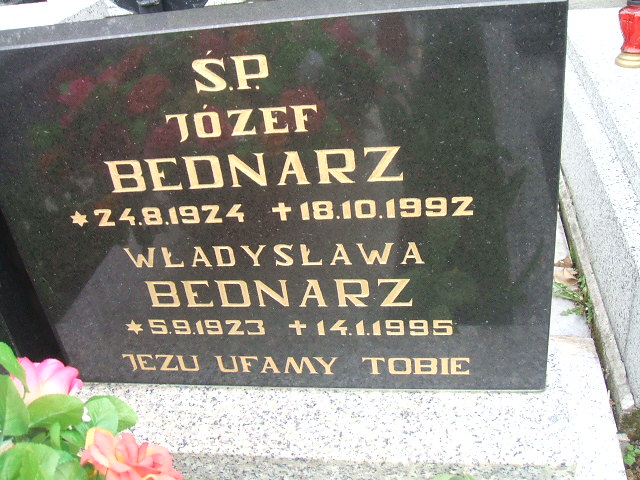 Ś.P.
JÓZEF
BEDNARZ
*24.8.1924 +18.10.1992
WŁADYSŁAWA
BEDNARZ
*5.9.1923 +14.1.1995
JEZU UFAMY TOBIE